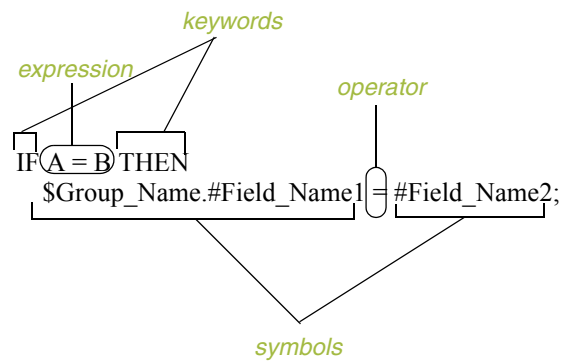 keywords
expression
operator
IF A = B THEN
$Group_Name.#Field_Name1 = #Field_Name2;
symbols